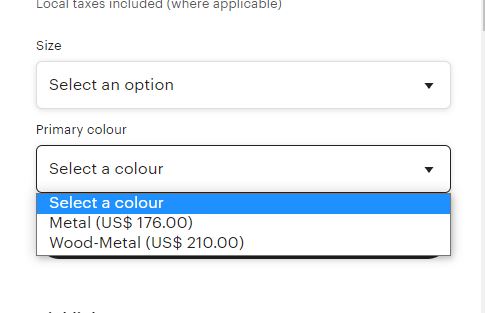 Local taxes included (where applicable)
Size
Select an option
Primary colour
Select a colour
Select a colour
Metal (US$ 176.00)
Wood-Metal (US$ 210.00)